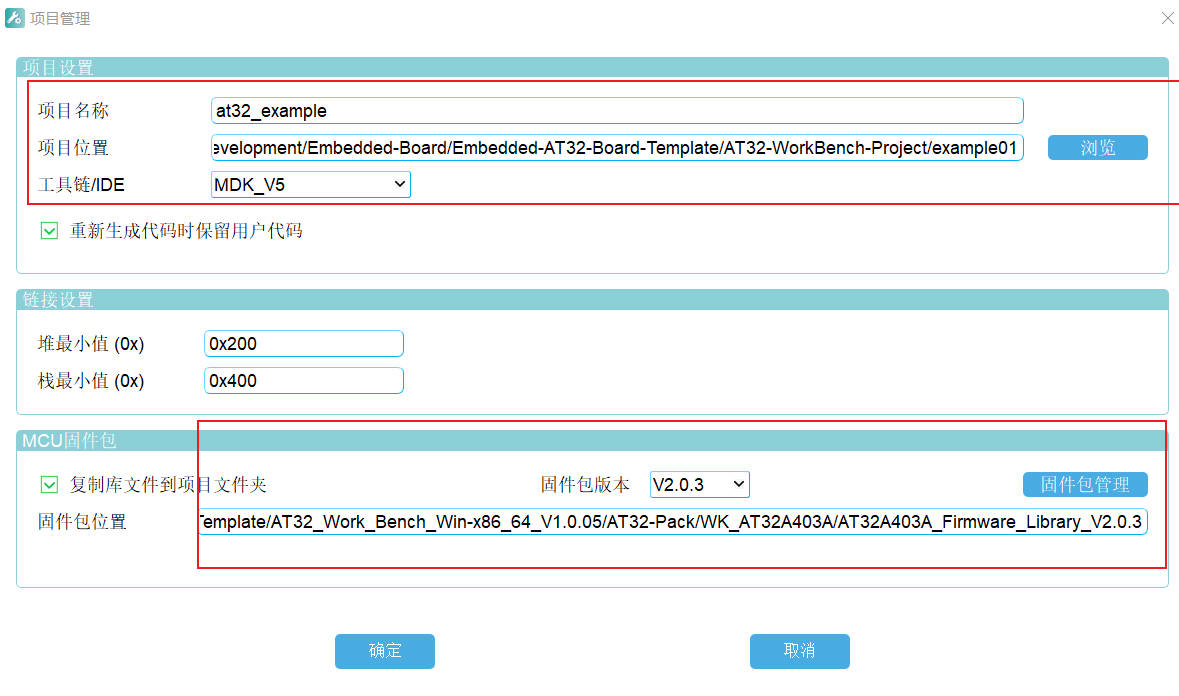 项目管理
项目设置
项目名称 at32_example
项目位置 evelopment/Embedded-Board/Embedded-AT32-Board-Template/AT32-WorkBench-Project/example01 浏览
工具链/IDE MDK_V5
重新生成代码时保留用户代码
链接设置
堆最小值 (0x) 0x200
栈最小值 (0x) 0x400
MCU固件包
复制库文件到项目文件夹 固件包版本 V2.0.3 固件包管理
固件包位置 Template/AT32_Work_Bench_Win-x86_64_V1.0.05/AT32-Pack/WK_AT32A403A/AT32A403A_Firmware_Library_V2.0.3
确定 取消